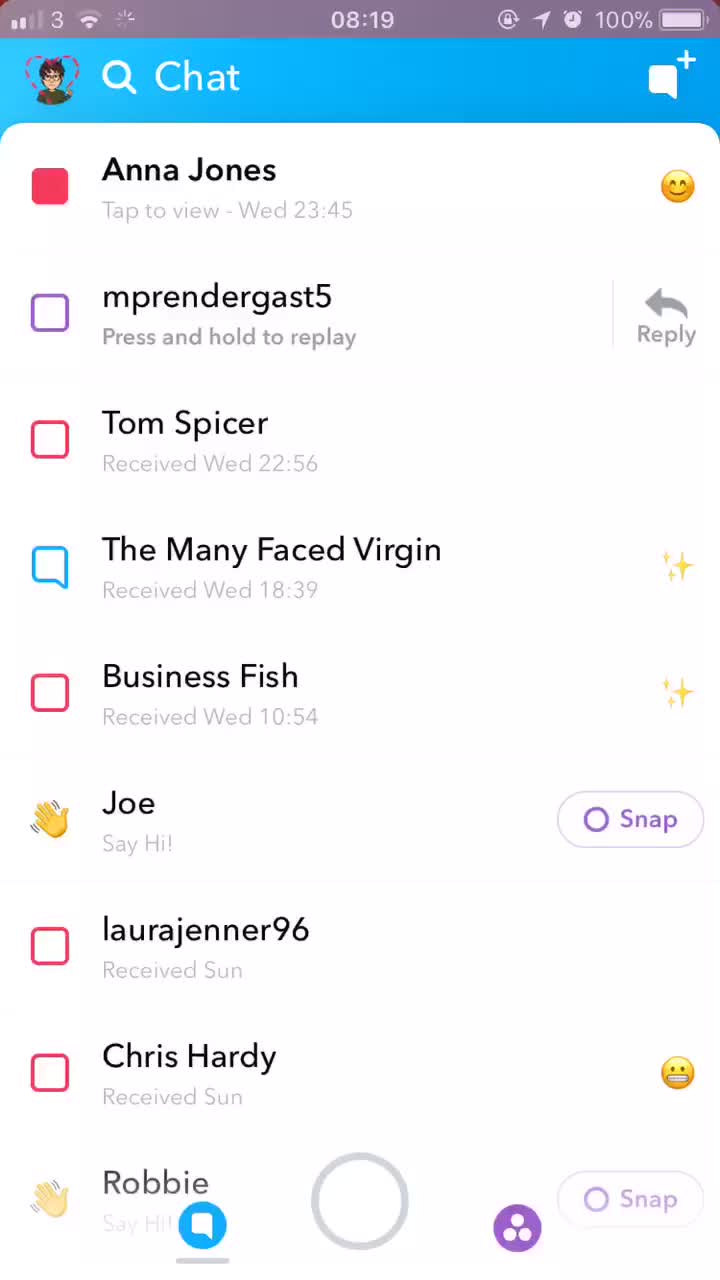 3 08:19 100%
Chat
Anna Jones
Tap to view - Wed 23:45
mprendergast5
Press and hold to replay
Reply
Tom Spicer
Received Wed 22:56
The Many Faced Virgin
Received Wed 18:39
Business Fish
Received Wed 10:54
Joe
Say Hi!
Snap
laurajenner96
Received Sun
Chris Hardy
Received Sun
Robbie
Say Hi!
Snap